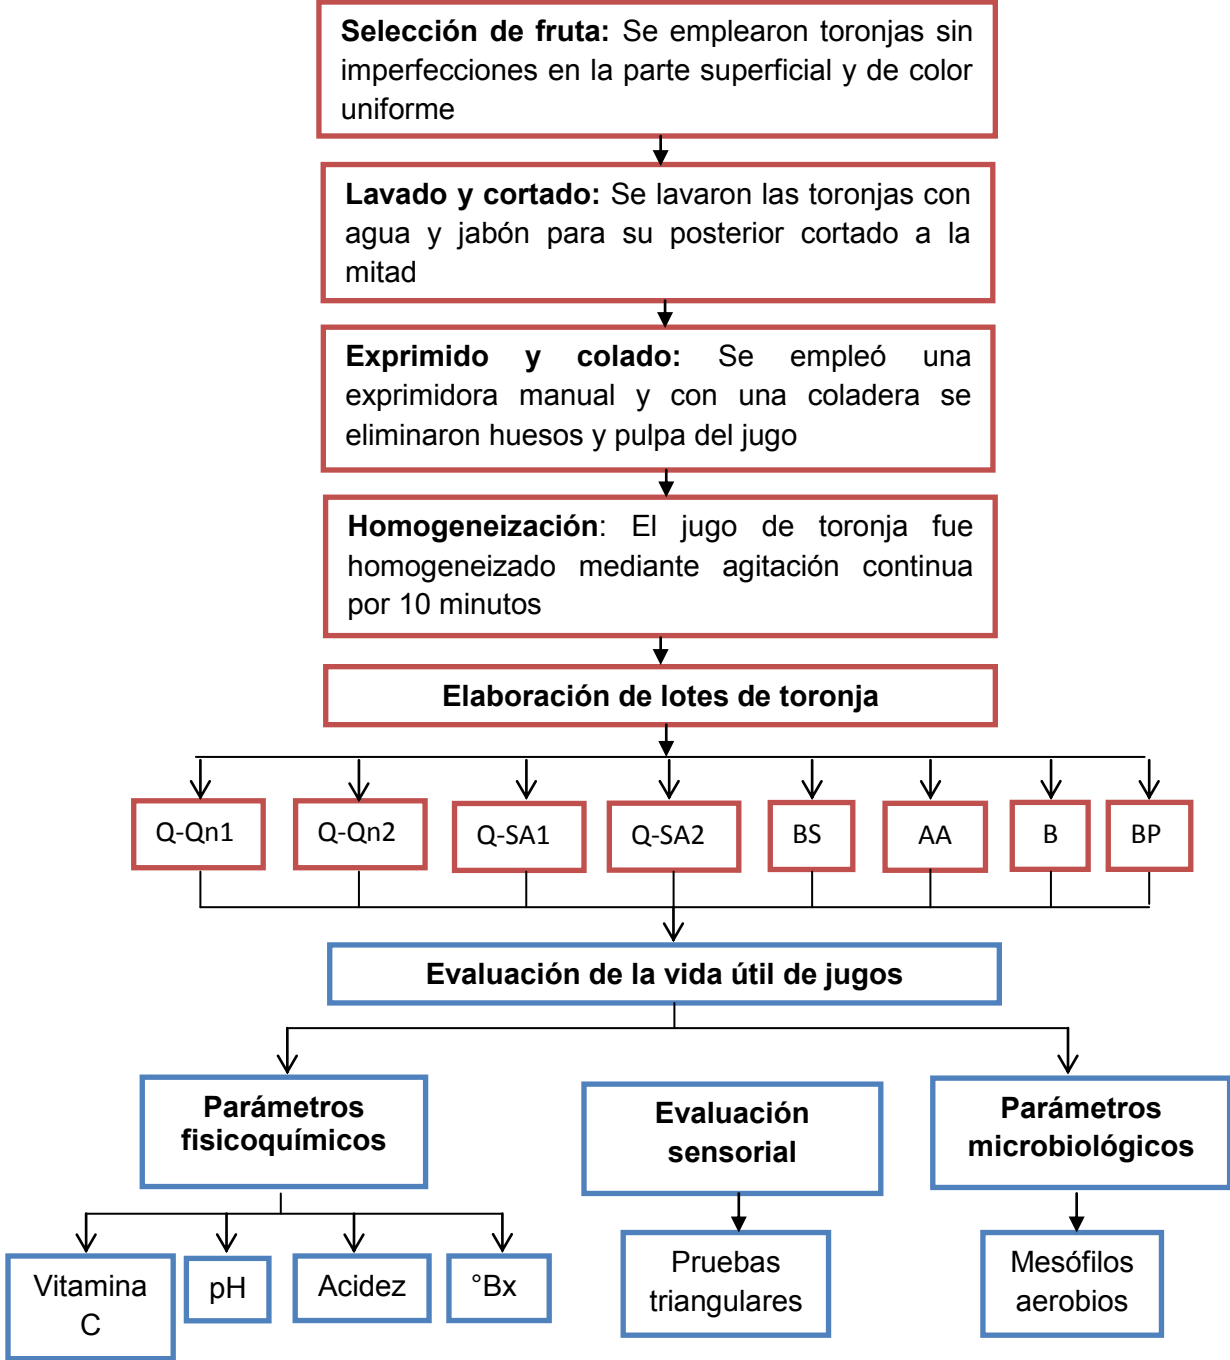 Selección de fruta: Se emplearon toronjas sin
imperfecciones en la parte superficial y de color
uniforme
Lavado y cortado: Se lavaron las toronjas con
agua y jabón para su posterior cortado a la
mitad
Exprimido y colado: Se empleó una
exprimidora manual y con una coladera se
eliminaron huesos y pulpa del jugo
Homogeneización: El jugo de toronja fue
homogeneizado mediante agitación continua
por 10 minutos
Elaboración de lotes de toronja
Q-Qn1
Q-Qn2
Q-SA1
Q-SA2
BS
AA
B
BP
Evaluación de la vida útil de jugos
Parámetros
fisicoquímicos
Evaluación
sensorial
Parámetros
microbiológicos
Vitamina
C
pH
Acidez
°Bx
Pruebas
triangulares
Mesófilos
aerobios